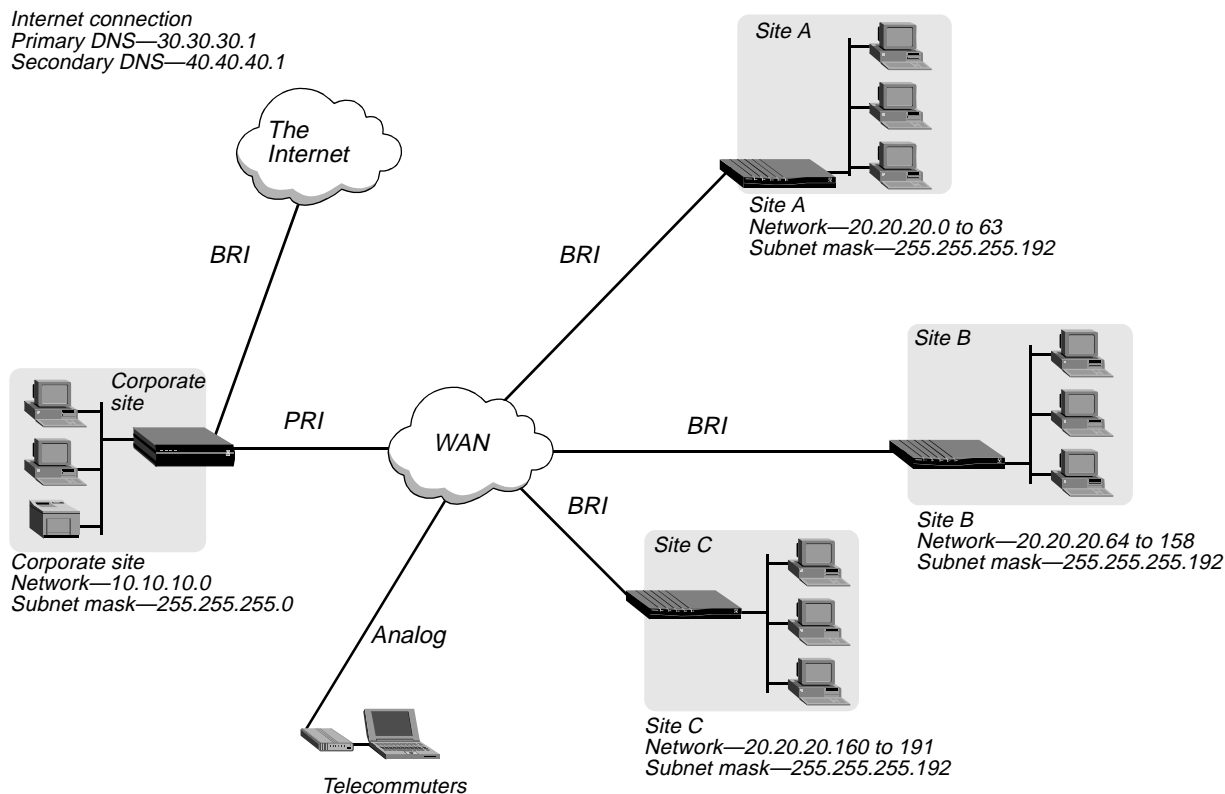 Internet connection
Primary DNS—30.30.30.1
Secondary DNS—40.40.40.1
The
Internet
BRI
Site A
Site A
Network—20.20.20.0 to 63
Subnet mask—255.255.255.192
BRI
Corporate
site
PRI
WAN
BRI
Site B
Site B
Network—20.20.20.64 to 158
Subnet mask—255.255.255.192
Corporate site
Network—10.10.10.0
Subnet mask—255.255.255.0
BRI
Site C
Site C
Network—20.20.20.160 to 191
Subnet mask—255.255.255.192
Analog
Telecommuters